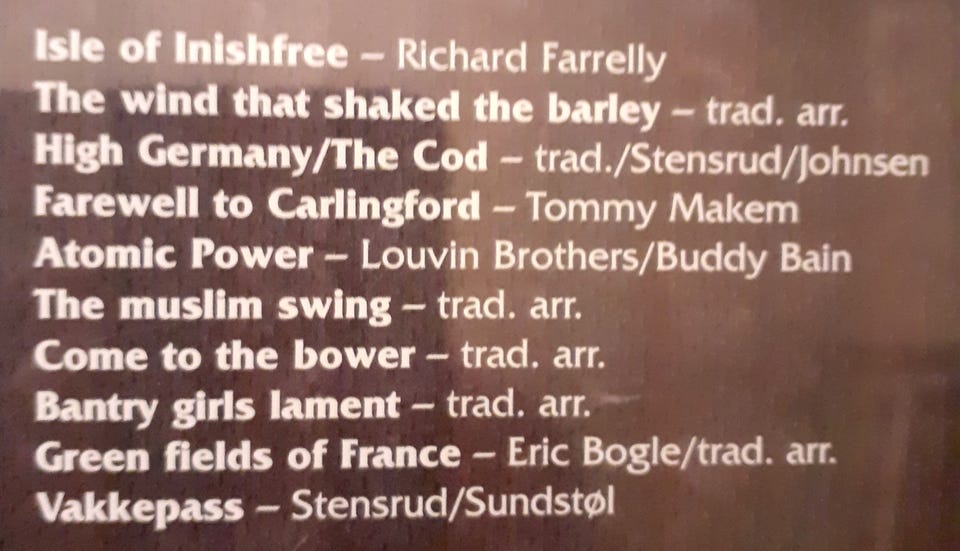 Isle of Inishfree – Richard Farrelly
The wind that shaked the barley – trad. arr.
High Germany/The Cod – trad./Stensrud/Johnsen
Farewell to Carlingford – Tommy Makem
Atomic Power – Louvin Brothers/Buddy Bain
The muslim swing – trad. arr.
Come to the bower – trad. arr.
Bantry girls lament – trad. arr.
Green fields of France – Eric Bogle/trad. arr.
Vakkepass – Stensrud/Sundstøl